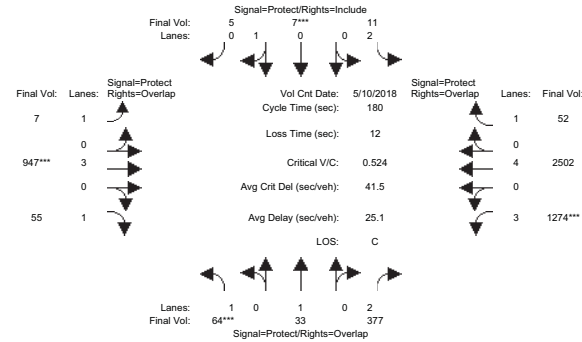 Signal=Protect/Rights=Include
Final Vol: 5 7*** 11
Lanes: 0 1 0 0 2
Signal=Protect Signal=Protect
Final Vol: Lanes: Rights=Overlap Vol Cnt Date: 5/10/2018 Rights=Overlap Lanes: Final Vol:
Cycle Time (sec): 180
7 1 1 52
Loss Time (sec): 12
0 0
947*** 3 Critical V/C: 0.524 4 2502
0 Avg Crit Del (sec/veh): 41.5 0
55 1 Avg Delay (sec/veh): 25.1 3 1274***
LOS: C
Lanes: 1 0 1 0 2
Final Vol: 64*** 33 377
Signal=Protect/Rights=Overlap